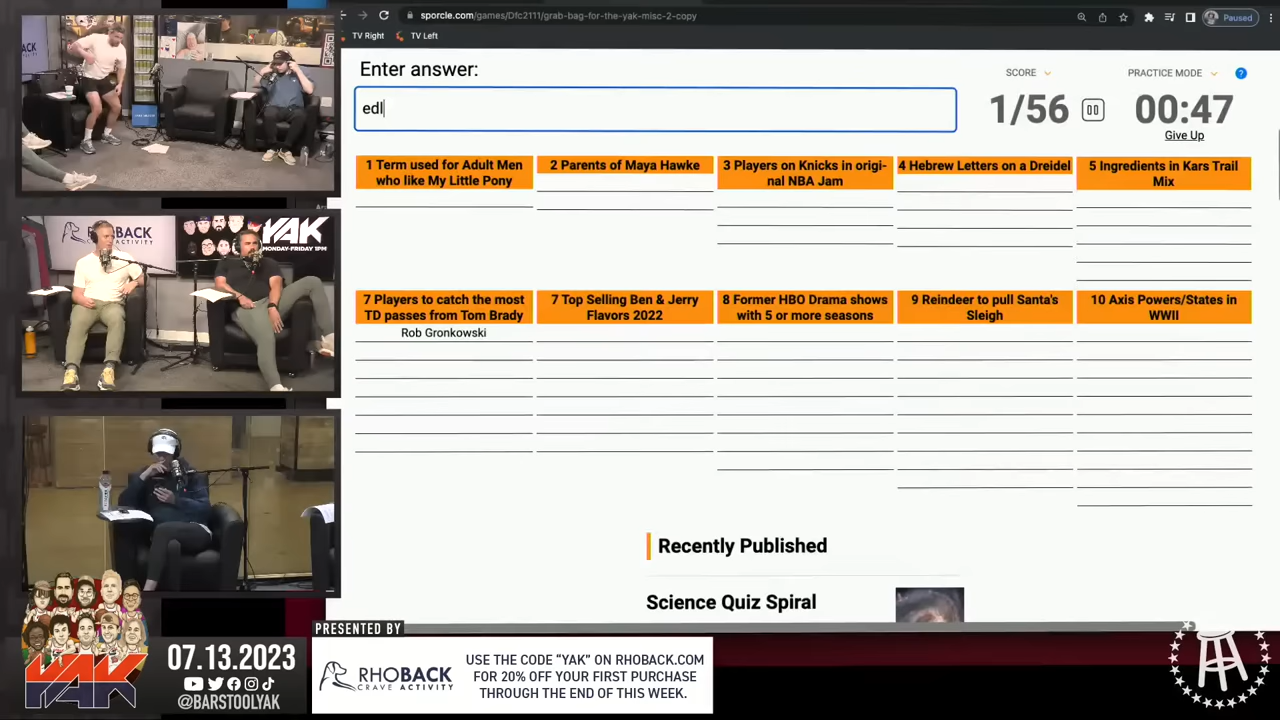 sporcle.com/games/Dfc2111/grab-bag-for-the-yak-misc-2-copy
Paused
TV Right
TV Left
Enter answer:
edl
SCORE
1/56
PRACTICE MODE
?
00:47
Give Up
1 Term used for Adult Men
who like My Little Pony
2 Parents of Maya Hawke
3 Players on Knicks in origi-
nal NBA Jam
4 Hebrew Letters on a Dreidel
5 Ingredients in Kars Trail
Mix
7 Players to catch the most
TD passes from Tom Brady
Rob Gronkowski
7 Top Selling Ben & Jerry
Flavors 2022
8 Former HBO Drama shows
with 5 or more seasons
9 Reindeer to pull Santa's
Sleigh
10 Axis Powers/States in
WWII
Recently Published
Science Quiz Spiral
RHOBACK
CRAVE ACTIVITY
YAK
MONDAY-FRIDAY 1PM
YAK
07.13.2023
@BARSTOOLYAK
PRESENTED BY
RHOBACK
CRAVE ACTIVITY
USE THE CODE “YAK” ON RHOBACK.COM
FOR 20% OFF YOUR FIRST PURCHASE
THROUGH THE END OF THIS WEEK.